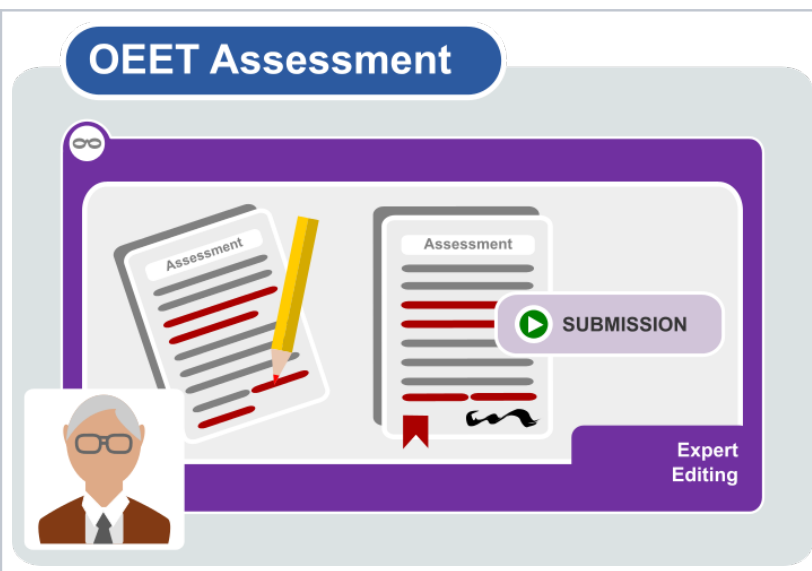 OEET Assessment
Assessment
Assessment
SUBMISSION
Expert
Editing